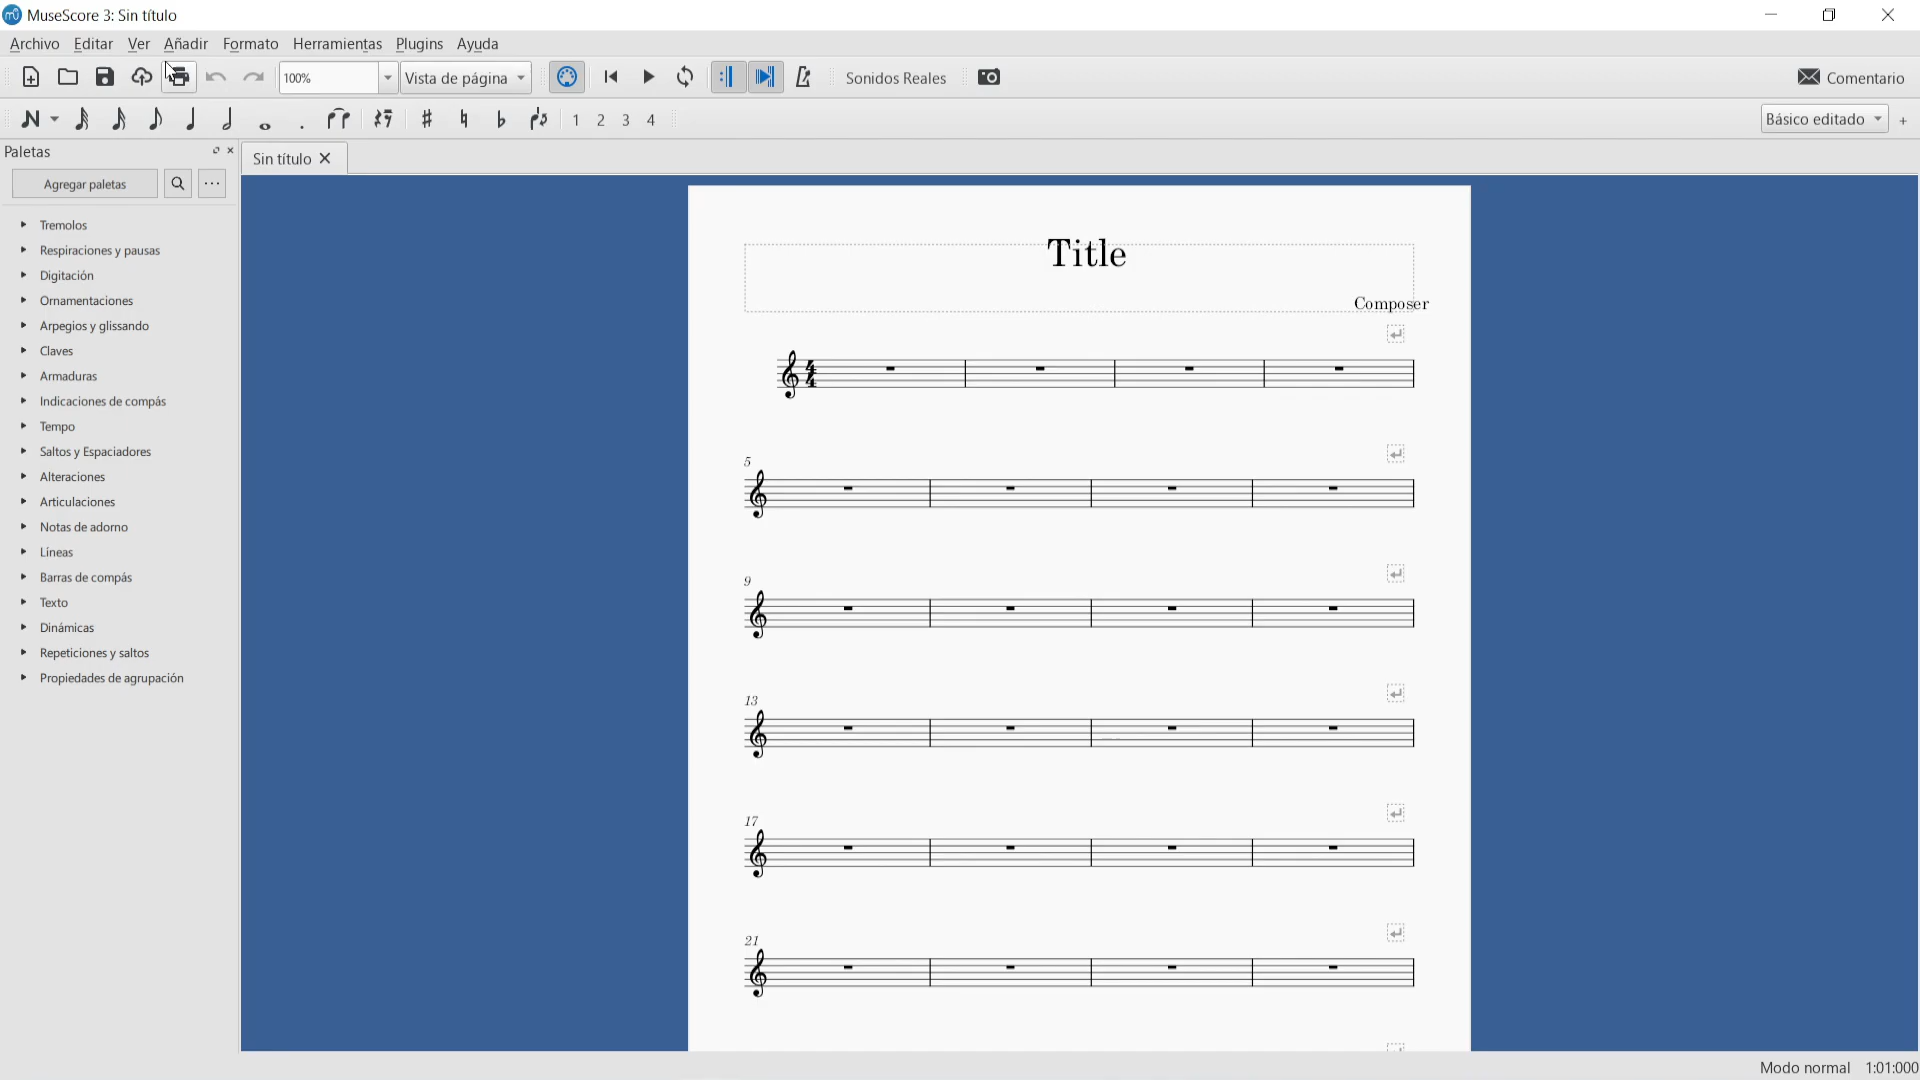 MuseScore 3: Sin título
Archivo Editar Ver Añadir Formato Herramientas Plugins Ayuda
100% Vista de página Sonidos Reales Comentario
1 2 3 4 Básico editado +
Paletas
Sin título
Agregar paletas ...
Tremolos
Respiraciones y pausas
Digitación
Ornamentaciones
Arpegios y glissando
Claves
Armaduras
Indicaciones de compás
Tempo
Saltos y Espaciadores
Alteraciones
Articulaciones
Notas de adorno
Líneas
Barras de compás
Texto
Dinámicas
Repeticiones y saltos
Propiedades de agrupación
Title
Composer
4
4
5
9
13
17
21
Modo normal 1:01:000